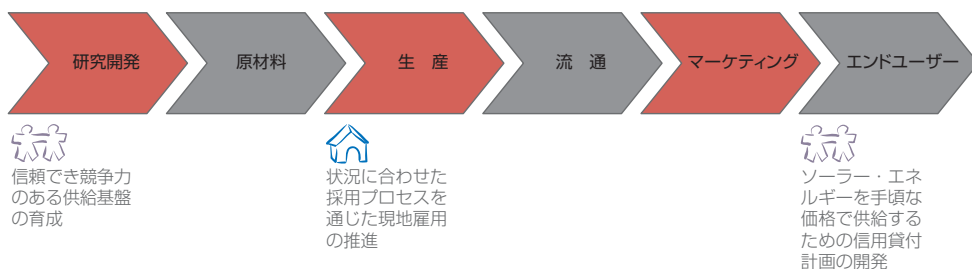 研究開発
原材料
生 産
流 通
マーケティング
エンドユーザー
信頼でき競争力
のある供給基盤
の育成
状況に合わせた
採用プロセスを
通じた現地雇用
の推進
ソーラー・エネ
ルギーを手頃な
価格で供給する
ための信用貸付
計画の開発